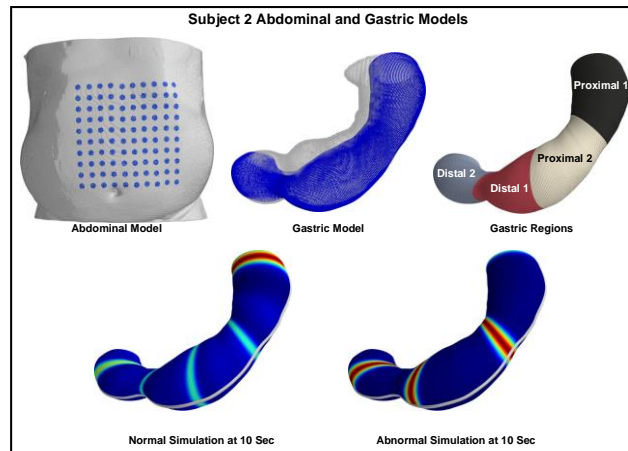 Subject 2 Abdominal and Gastric Models
Proximal 1
Proximal 2
Distal 2
Distal 1
Abdominal Model
Gastric Model
Gastric Regions
Normal Simulation at 10 Sec
Abnormal Simulation at 10 Sec